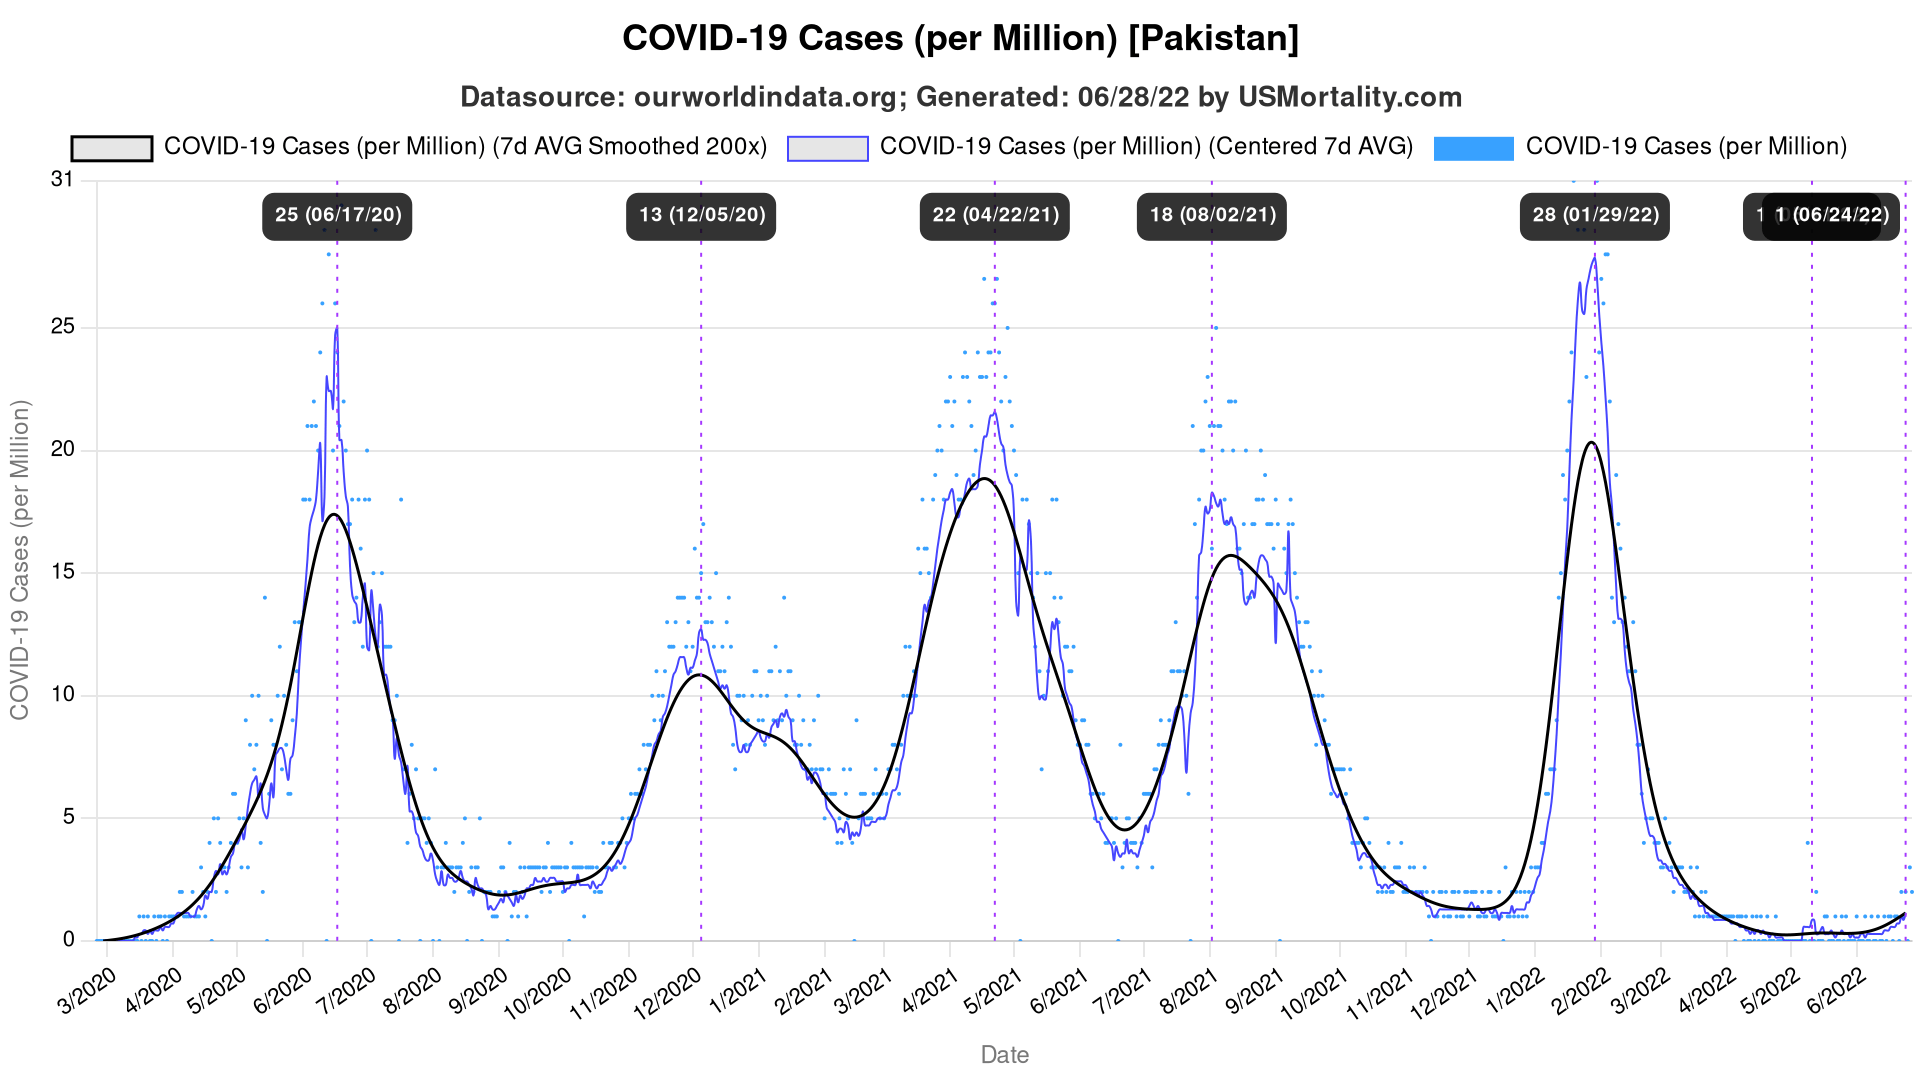 COVID-19 Cases (per Million) [Pakistan]
Datasource: ourworldindata.org; Generated: 06/28/22 by USMortality.com
COVID-19 Cases (per Million) (7d AVG Smoothed 200x) COVID-19 Cases (per Million) (Centered 7d AVG) COVID-19 Cases (per Million)
31
25 (06/17/20) 13 (12/05/20) 22 (04/22/21) 18 (08/02/21) 28 (01/29/22) 1 1 (06/24/22)
25
20
15
10
5
0
COVID-19 Cases (per Million)
3/2020 4/2020 5/2020 6/2020 7/2020 8/2020 9/2020 10/2020 11/2020 12/2020 1/2021 2/2021 3/2021 4/2021 5/2021 6/2021 7/2021 8/2021 9/2021 10/2021 11/2021 12/2021 1/2022 2/2022 3/2022 4/2022 5/2022 6/2022
Date